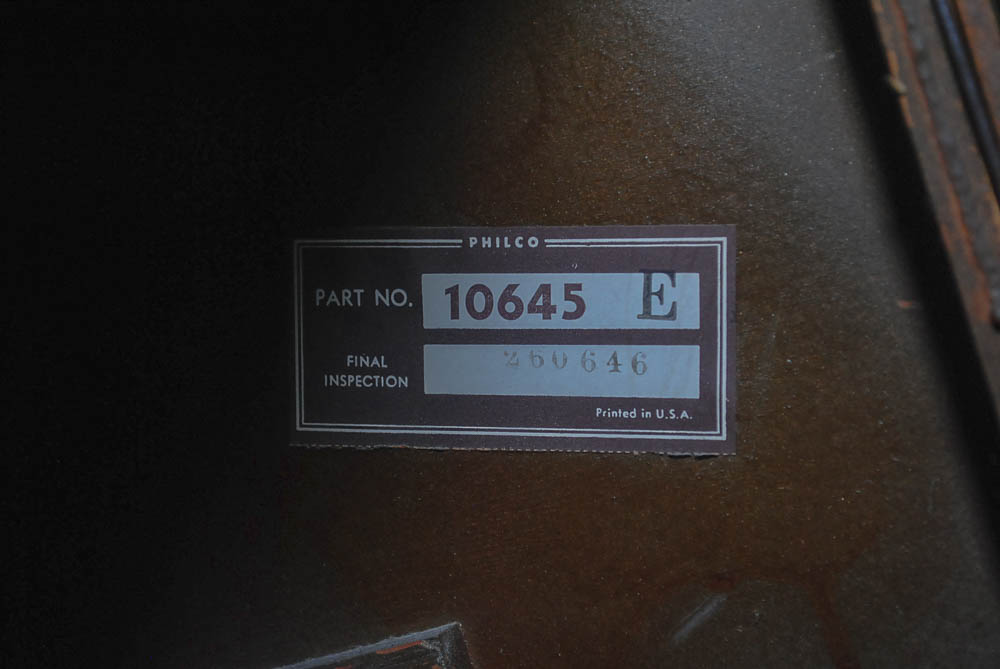 PHILCO
PART NO. 10645 E
FINAL
INSPECTION
260646
Printed in U.S.A.